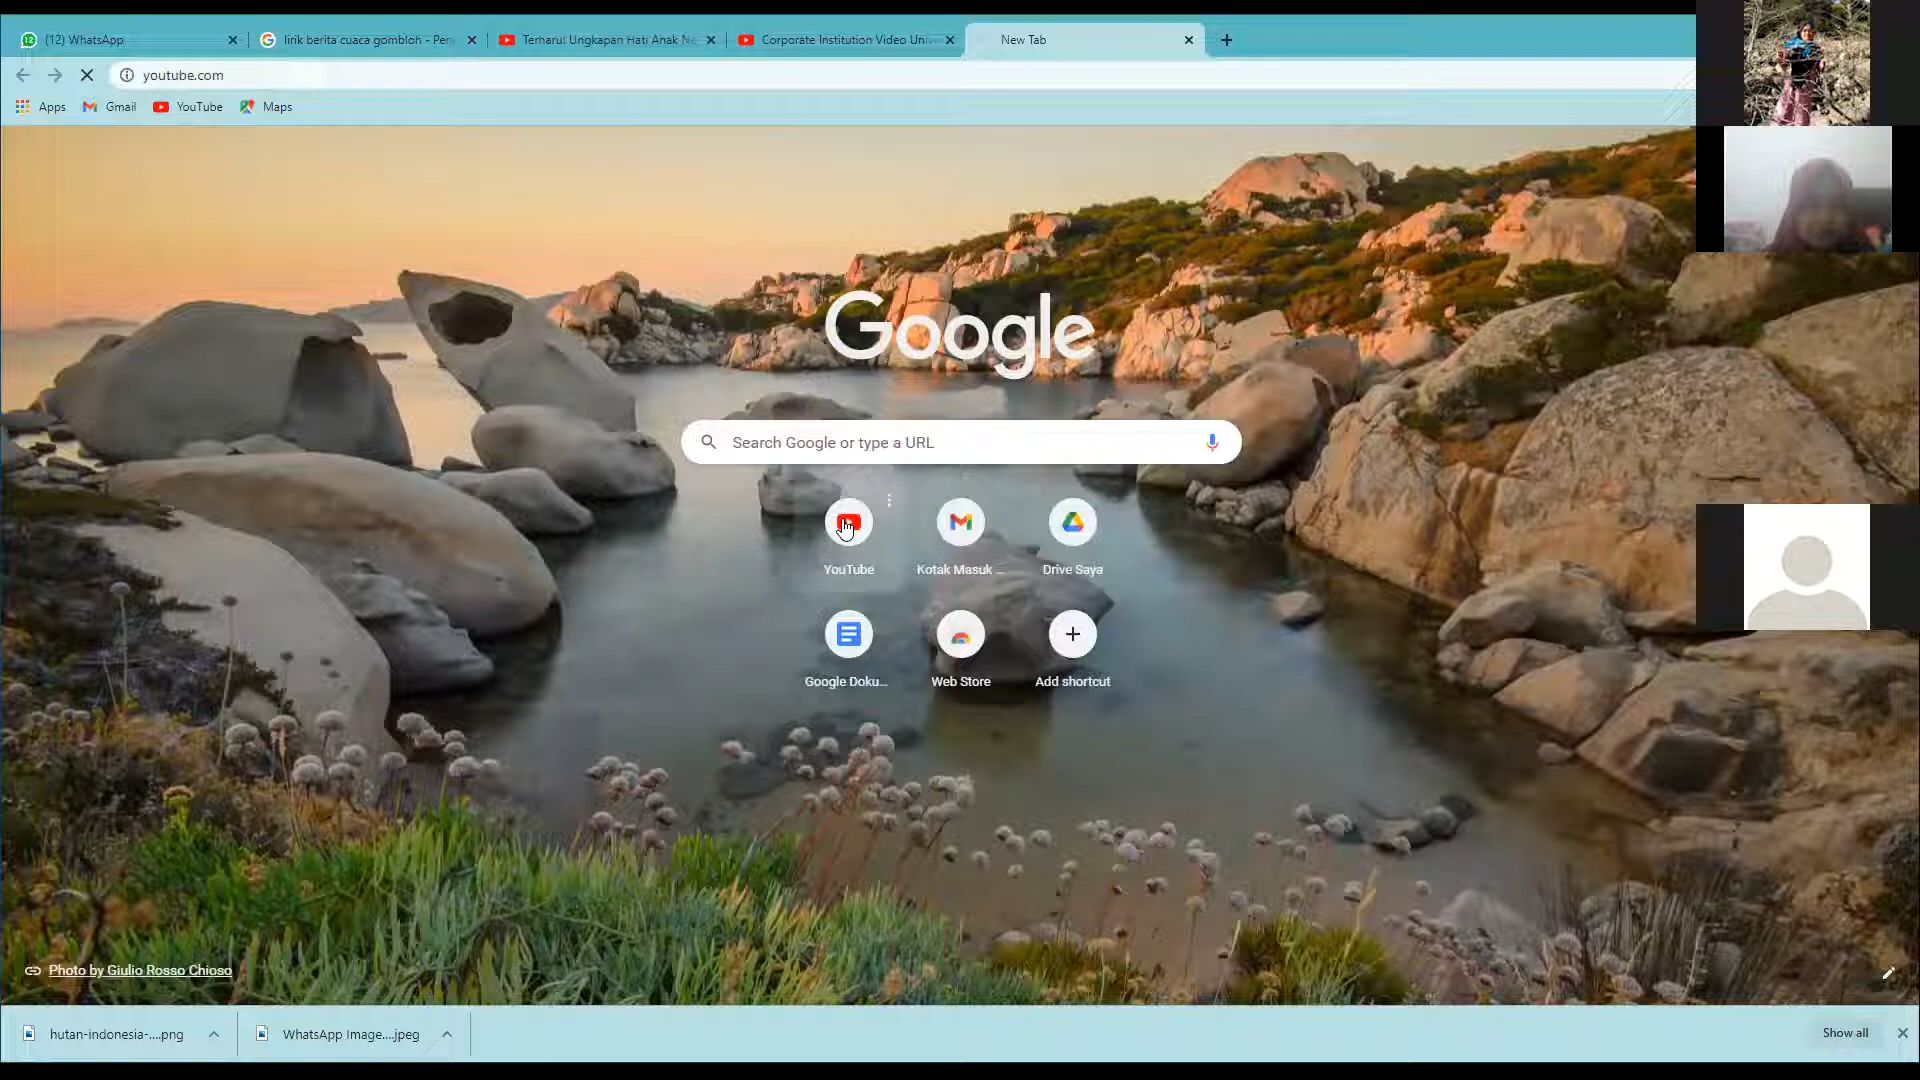 (12) WhatsApp
lirik berita cuaca gombloh - Pen
Terharu! Ungkapan Hati Anak Ne
Corporate Institution Video Uni
New Tab
youtube.com
Apps
Gmail
YouTube
Maps
Google
Search Google or type a URL
YouTube
Kotak Masuk ...
Drive Saya
Google Doku...
Web Store
Add shortcut
Photo by Giulio Rosso Chioso
hutan-indonesia-....png
WhatsApp Image....jpeg
Show all